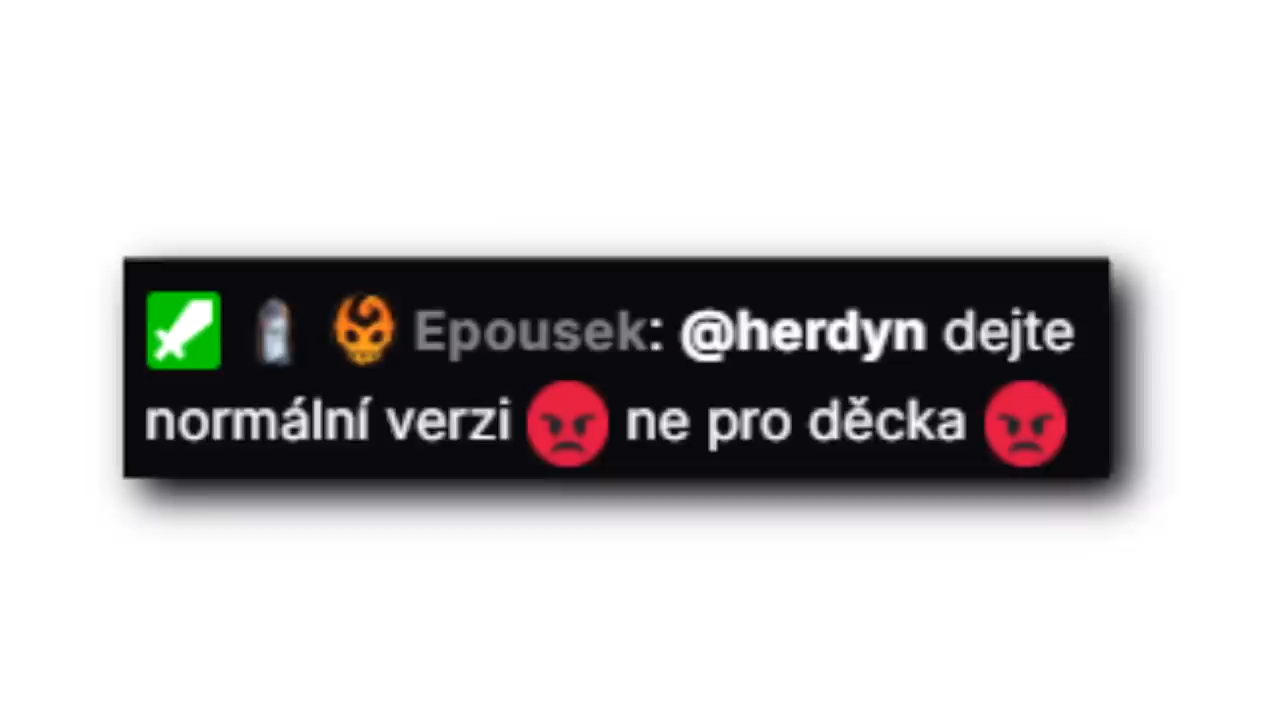 Epousek: @herdyn dejte
normální verzi 😡 ne pro děcka 😡